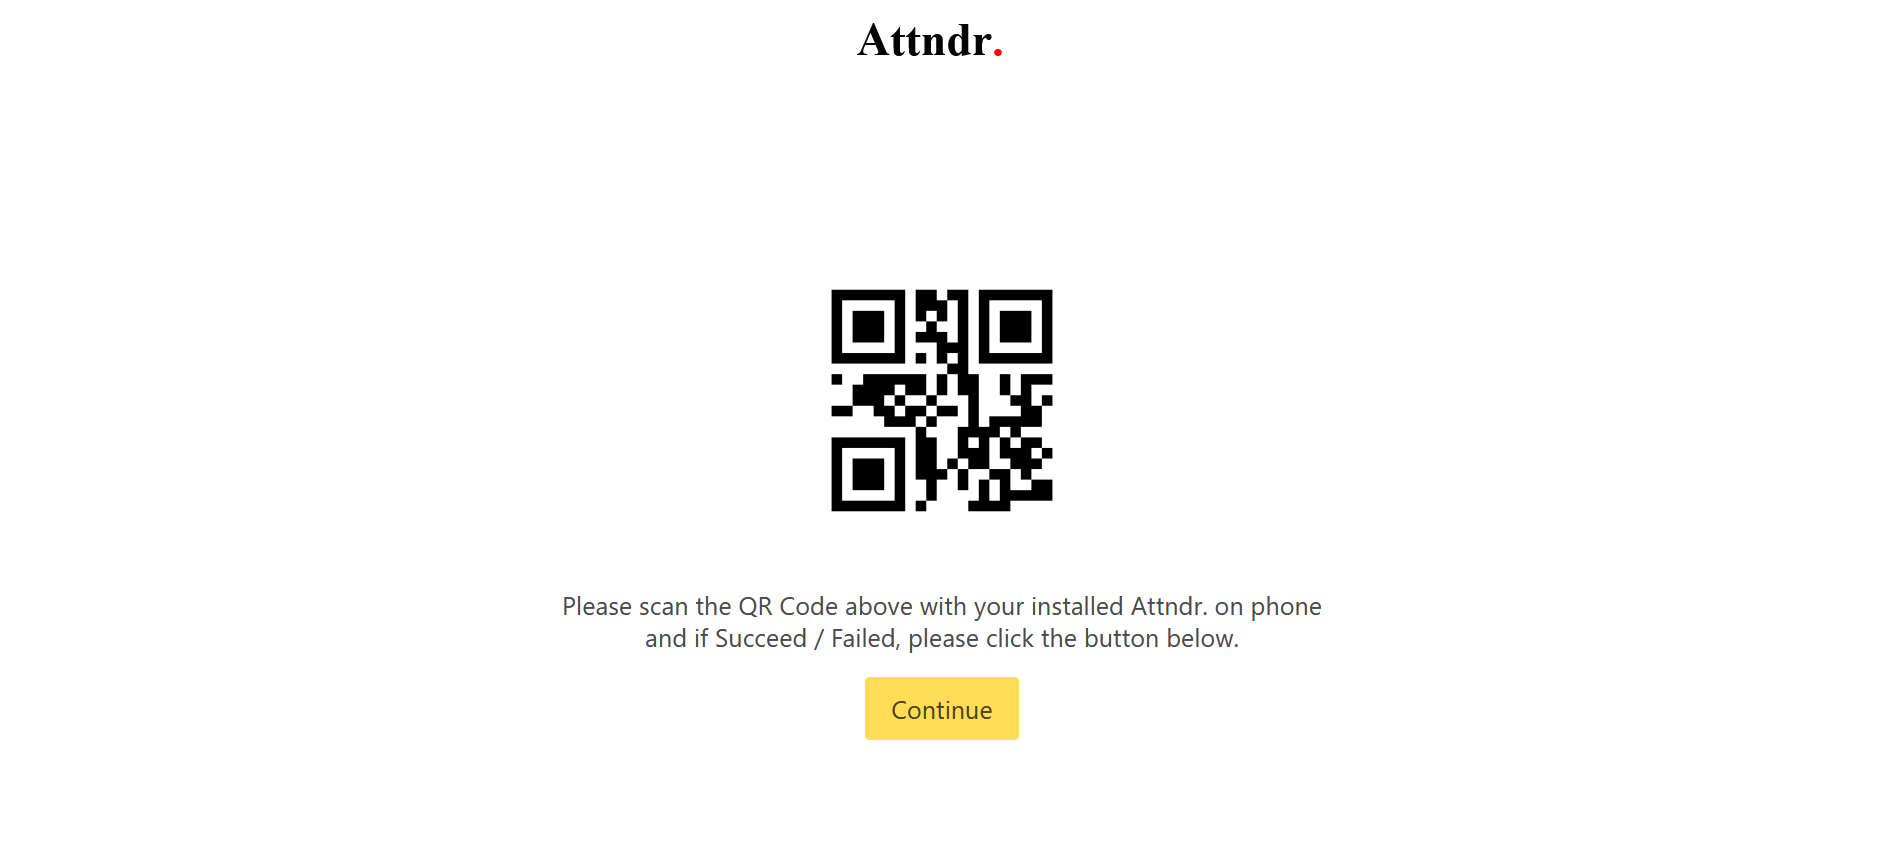 Attndr.
Please scan the QR Code above with your installed Attndr. on phone
and if Succeed / Failed, please click the button below.
Continue